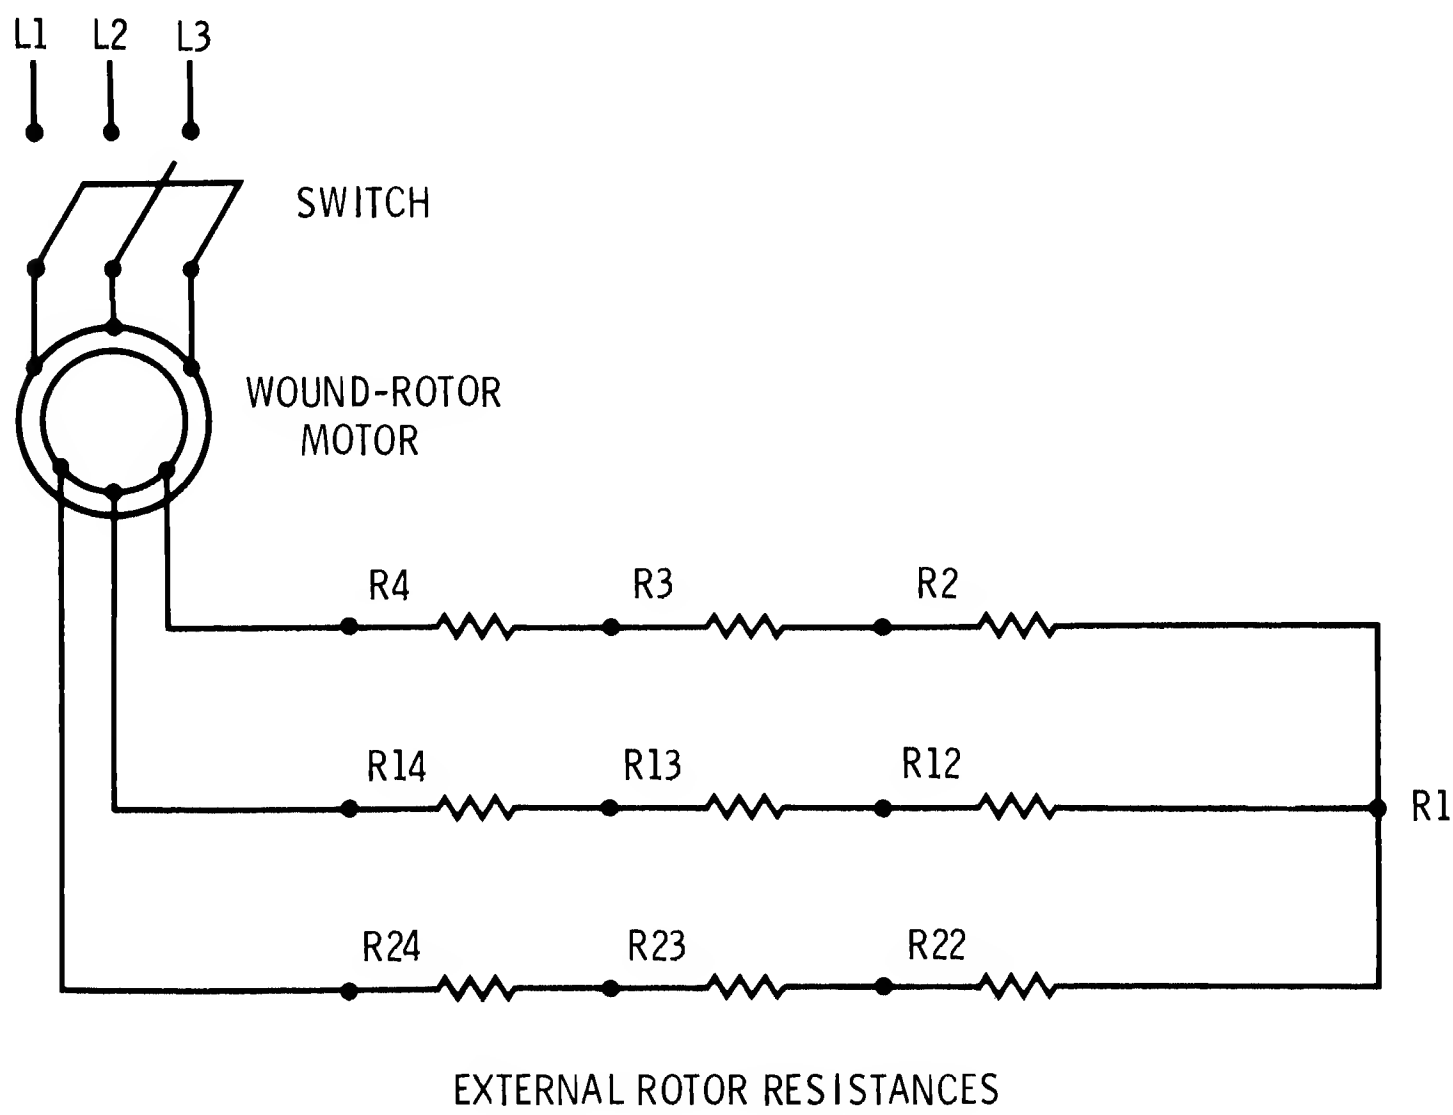 L1 L2 L3
SWITCH
WOUND-ROTOR
MOTOR
R4 R3 R2
R14 R13 R12
R1
R24 R23 R22
EXTERNAL ROTOR RESISTANCES